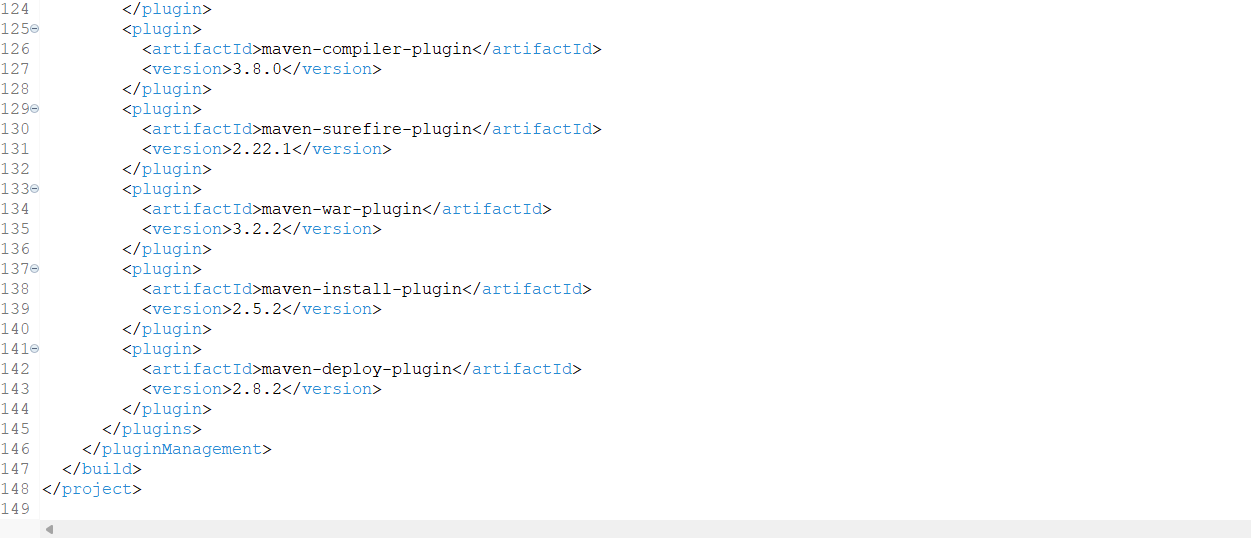 124         </plugin>
125         <plugin>
126           <artifactId>maven-compiler-plugin</artifactId>
127           <version>3.8.0</version>
128         </plugin>
129         <plugin>
130           <artifactId>maven-surefire-plugin</artifactId>
131           <version>2.22.1</version>
132         </plugin>
133         <plugin>
134           <artifactId>maven-war-plugin</artifactId>
135           <version>3.2.2</version>
136         </plugin>
137         <plugin>
138           <artifactId>maven-install-plugin</artifactId>
139           <version>2.5.2</version>
140         </plugin>
141         <plugin>
142           <artifactId>maven-deploy-plugin</artifactId>
143           <version>2.8.2</version>
144         </plugin>
145       </plugins>
146     </pluginManagement>
147   </build>
148 </project>
149